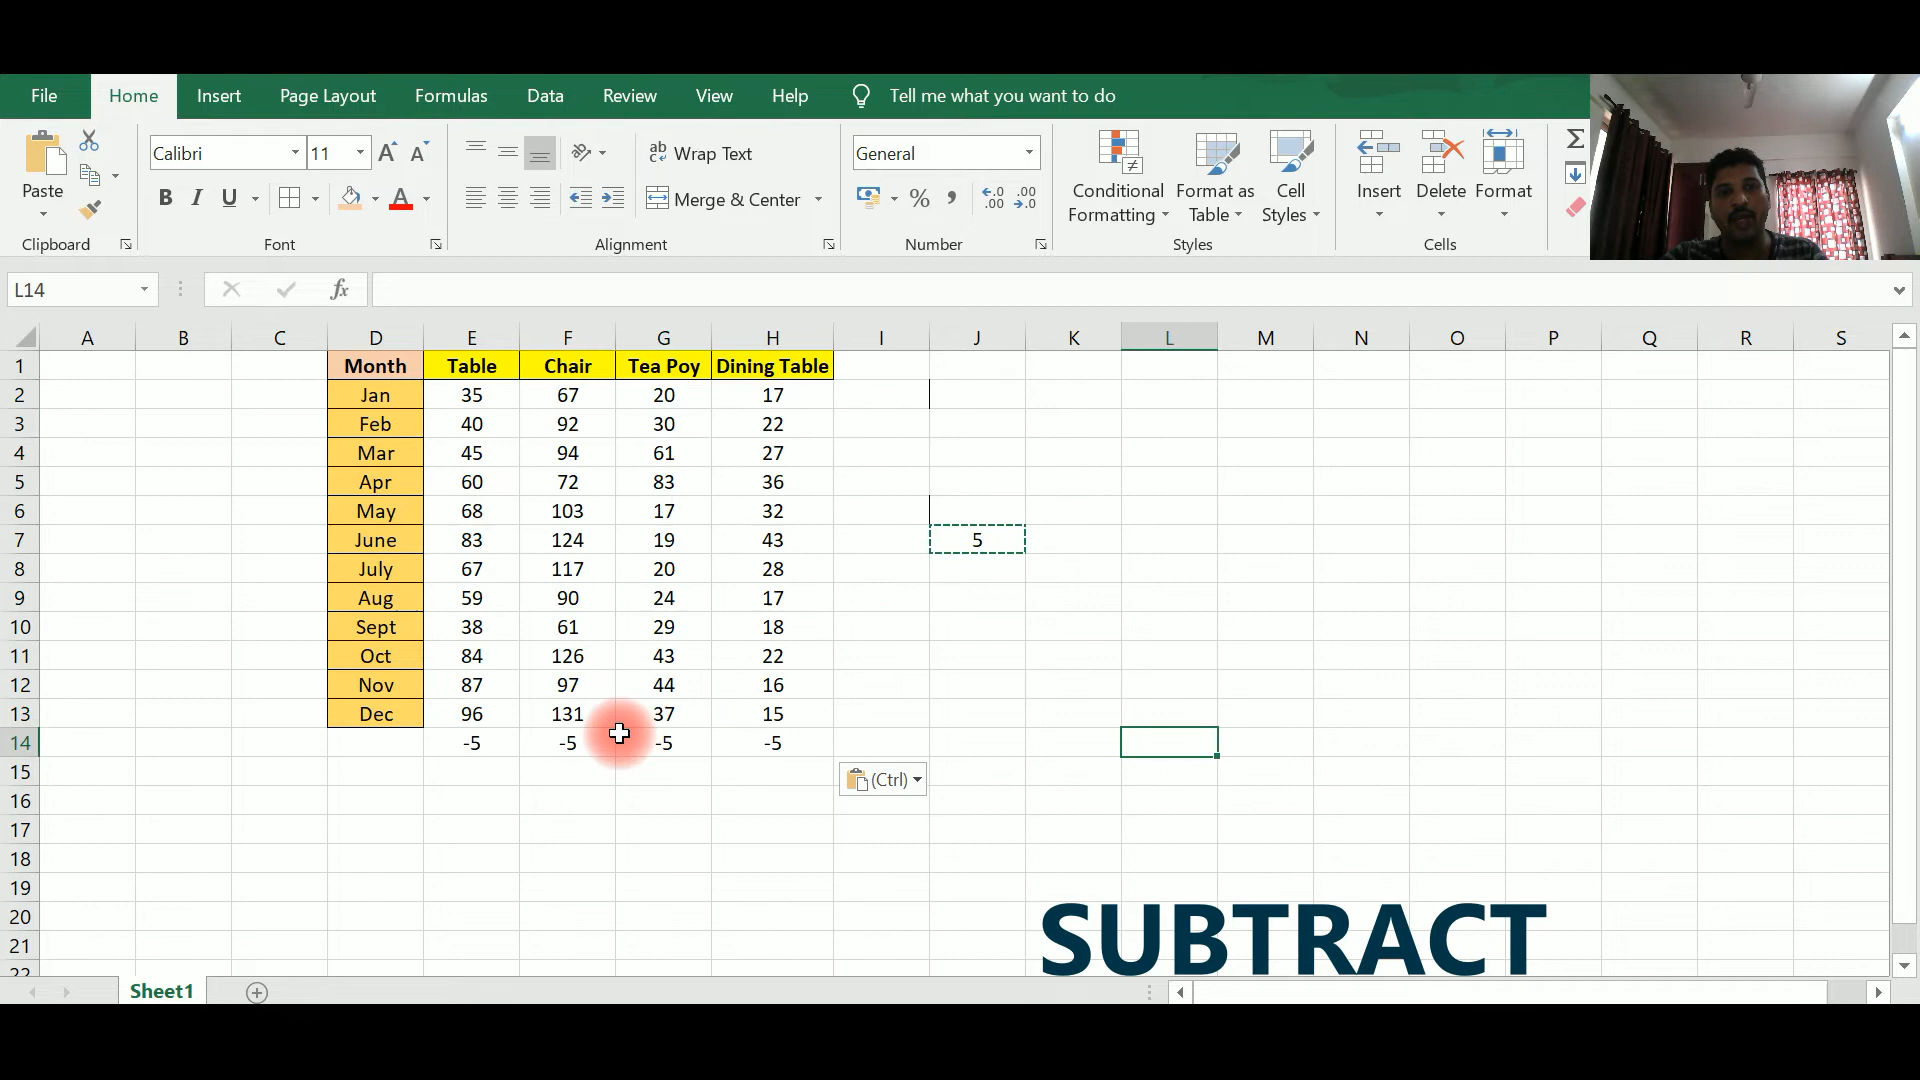 File Home Insert Page Layout Formulas Data Review View Help Tell me what you want to do
Paste
Clipboard
Calibri 11 A A
B I U A
Font
ab c Wrap Text
Merge & Center
Alignment
General
% , .0 .00 .00 .0
Number
Conditional Formatting
Format as Table
Cell Styles
Styles
Insert Delete Format
Cells
Σ
L14 fx
A B C D E F G H I J K L M N O P Q R S
1 Month Table Chair Tea Poy Dining Table
2 Jan 35 67 20 17
3 Feb 40 92 30 22
4 Mar 45 94 61 27
5 Apr 60 72 83 36
6 May 68 103 17 32
7 June 83 124 19 43 5
8 July 67 117 20 28
9 Aug 59 90 24 17
10 Sept 38 61 29 18
11 Oct 84 126 43 22
12 Nov 87 97 44 16
13 Dec 96 131 37 15
14 -5 -5 -5 -5
15 (Ctrl)
16
17
18
19
20
21
22
SUBTRACT
Sheet1